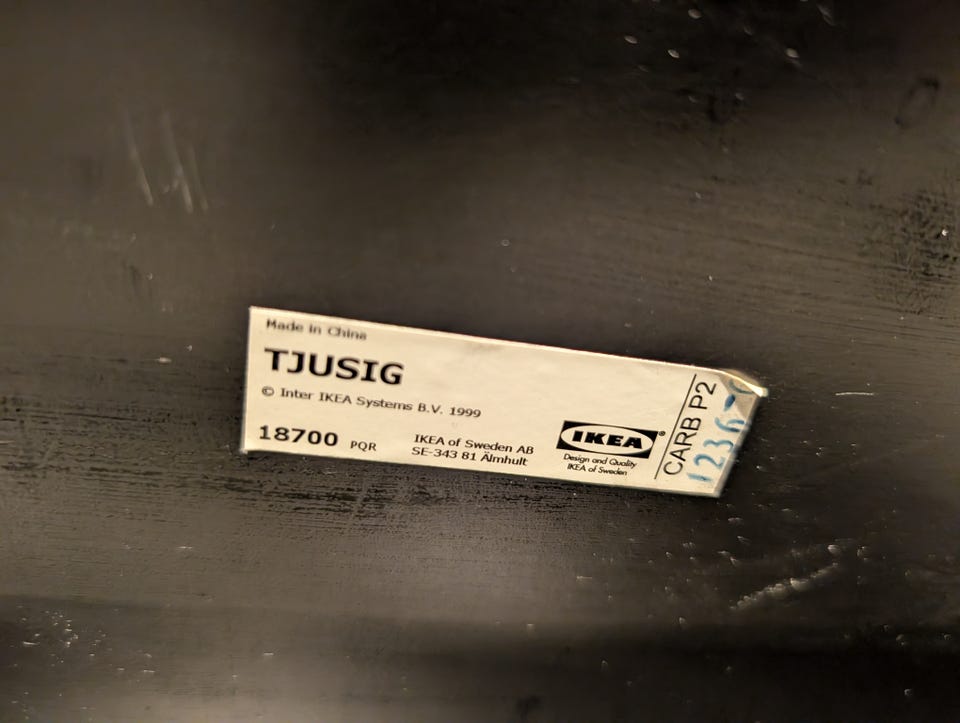 Made in China
TJUSIG
© Inter IKEA Systems B.V. 1999
18700 PQR
IKEA of Sweden AB
SE-343 81 Älmhult
IKEA®
Design and Quality
IKEA of Sweden
CARB P2
1236-